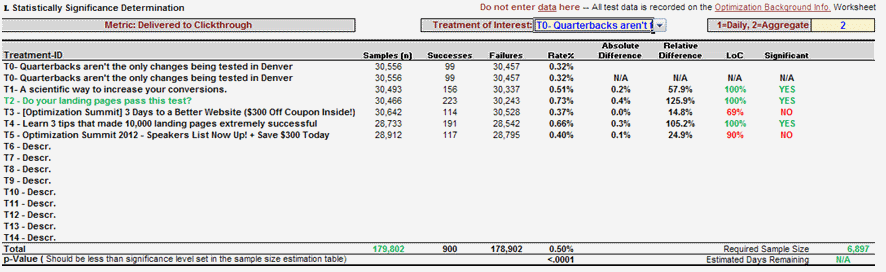 I. Statistically Significance Determination
Do not enter data here -- All test data is recorded on the Optimization Background Info. Worksheet
Metric: Delivered to Clickthrough
Treatment of Interest: T0- Quarterbacks aren't t
1=Daily, 2=Aggregate 2
Treatment-ID Samples (n) Successes Failures Rate% Absolute Difference Relative Difference LoC Significant
T0- Quarterbacks aren't the only changes being tested in Denver 30,556 99 30,457 0.32%
T0- Quarterbacks aren't the only changes being tested in Denver 30,556 99 30,457 0.32% N/A N/A N/A N/A
T1- A scientific way to increase your conversions. 30,493 156 30,337 0.51% 0.2% 57.9% 100% YES
T2 - Do your landing pages pass this test? 30,466 223 30,243 0.73% 0.4% 125.9% 100% YES
T3 - [Optimization Summit] 3 Days to a Better Website ($300 Off Coupon Inside!) 30,642 114 30,528 0.37% 0.0% 14.8% 69% NO
T4 - Learn 3 tips that made 10,000 landing pages extremely successful 28,733 191 28,542 0.66% 0.3% 105.2% 100% YES
T5 - Optimization Summit 2012 - Speakers List Now Up! + Save $300 Today 28,912 117 28,795 0.40% 0.1% 24.9% 90% NO
T6 - Descr.
T7 - Descr.
T8 - Descr.
T9 - Descr.
T10 - Descr.
T11 - Descr.
T12 - Descr.
T13 - Descr.
T14 - Descr.
Total 179,802 900 178,902 0.50% Required Sample Size 6,897
p-Value ( Should be less than significance level set in the sample size estimation table) <.0001 Estimated Days Remaining N/A